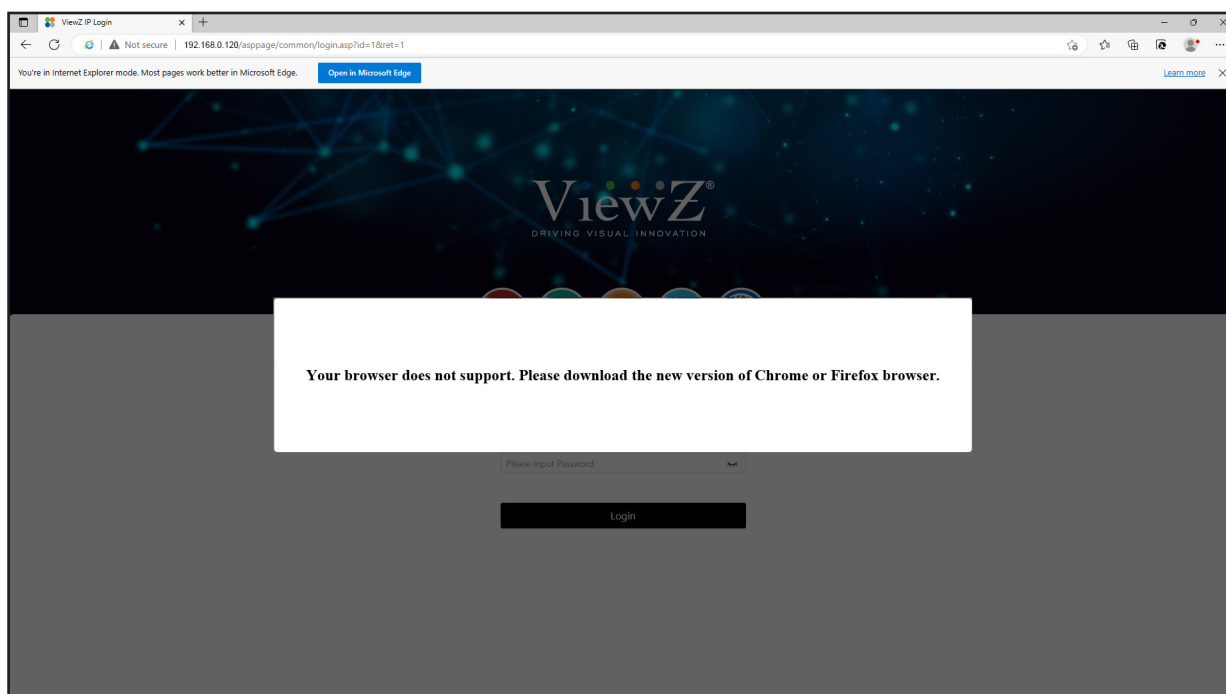 ViewZ IP Login
Not secure | 192.168.0.120/asppage/common/login.asp?id=1&ret=1
You're in Internet Explorer mode. Most pages work better in Microsoft Edge. Open in Microsoft Edge Learn more
ViewZ®
DRIVING VISUAL INNOVATION
Your browser does not support. Please download the new version of Chrome or Firefox browser.
Please Input Password
Login